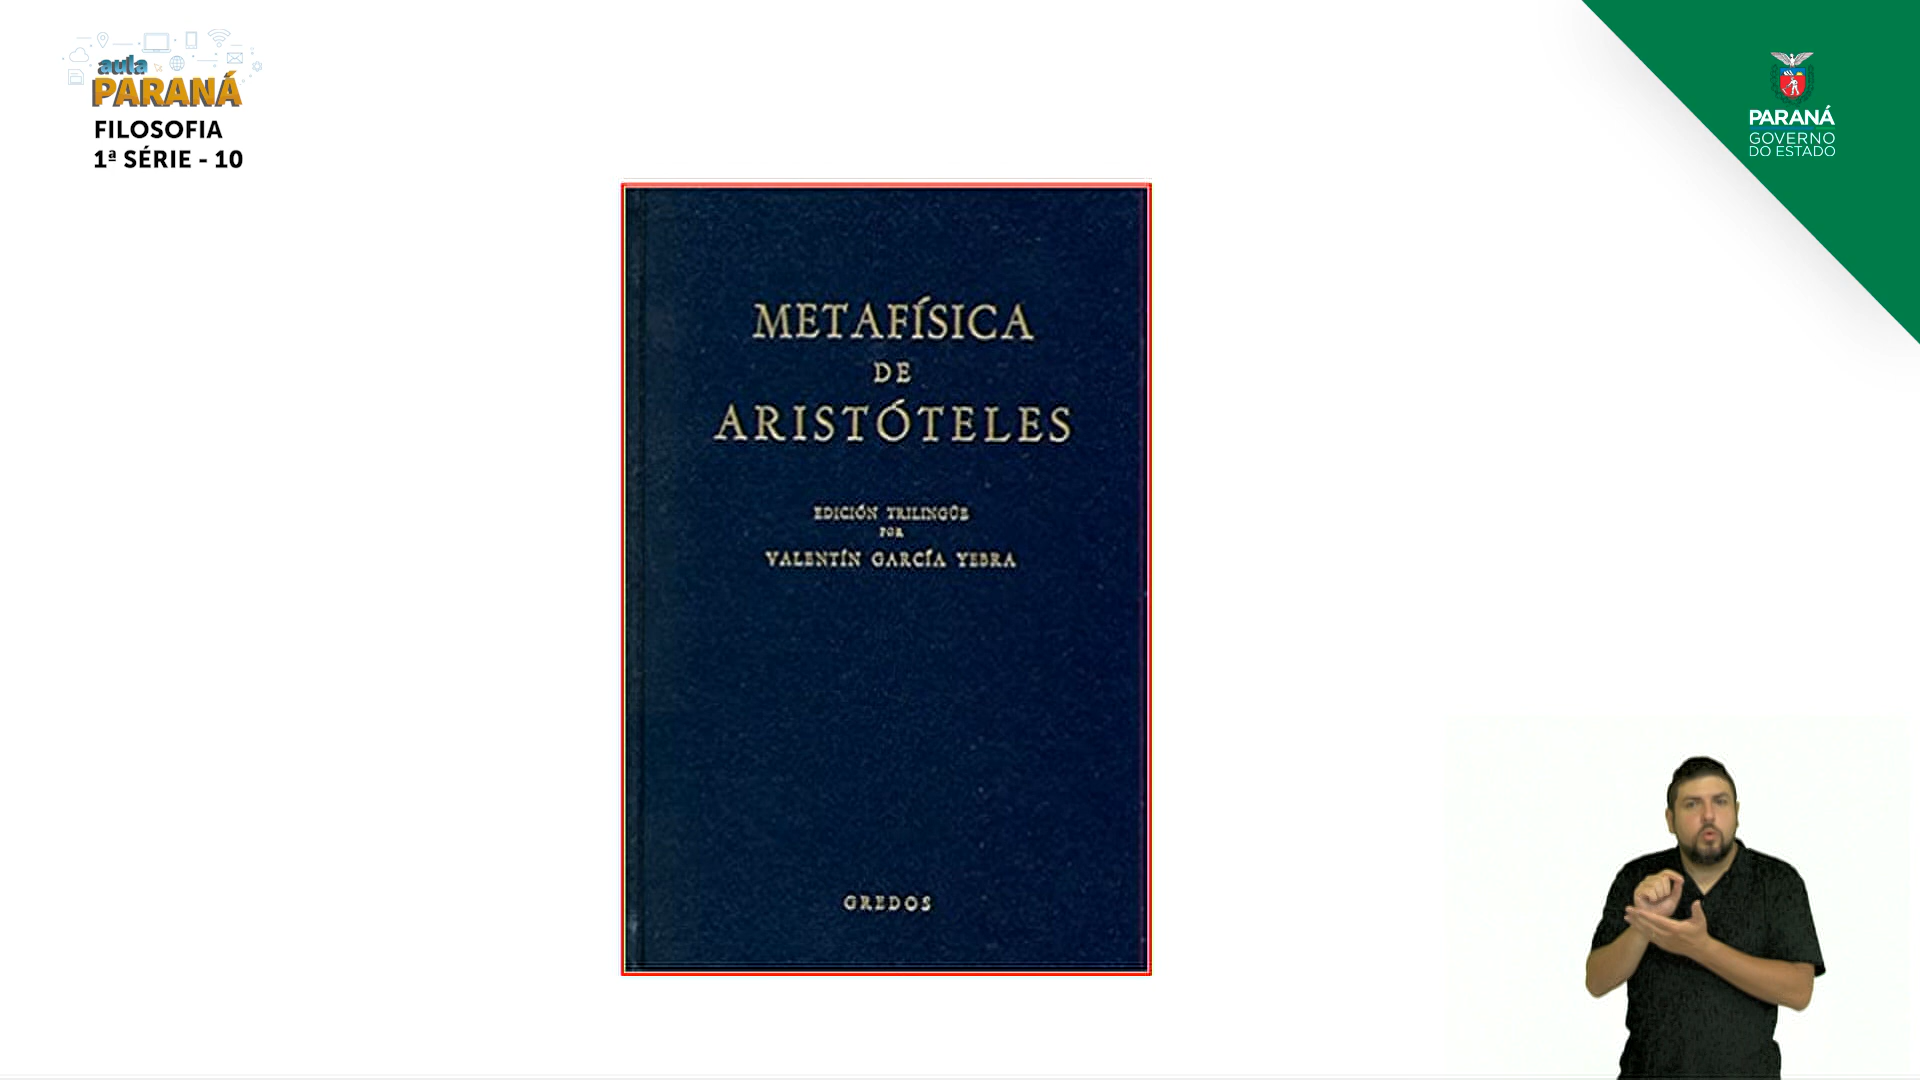 aula
PARANÁ
FILOSOFIA
1ª SÉRIE - 10
PARANÁ
GOVERNO
DO ESTADO
METAFÍSICA
DE
ARISTÓTELES
EDICIÓN TRILINGÜE
POR
VALENTÍN GARCÍA YEBRA
GREDOS